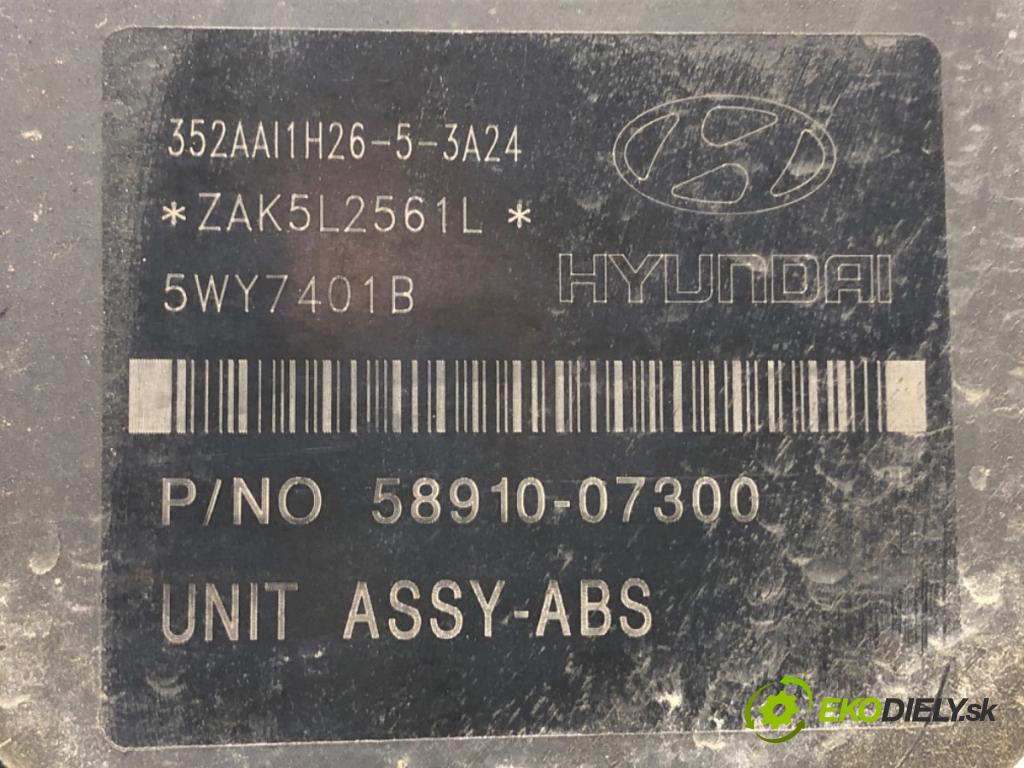 352AAI1H26-5-3A24
*ZAK5L2561L *
5WY7401B
HYUNDAI
P/NO 58910-07300
UNIT ASSY-ABS
EKODIELY.sk